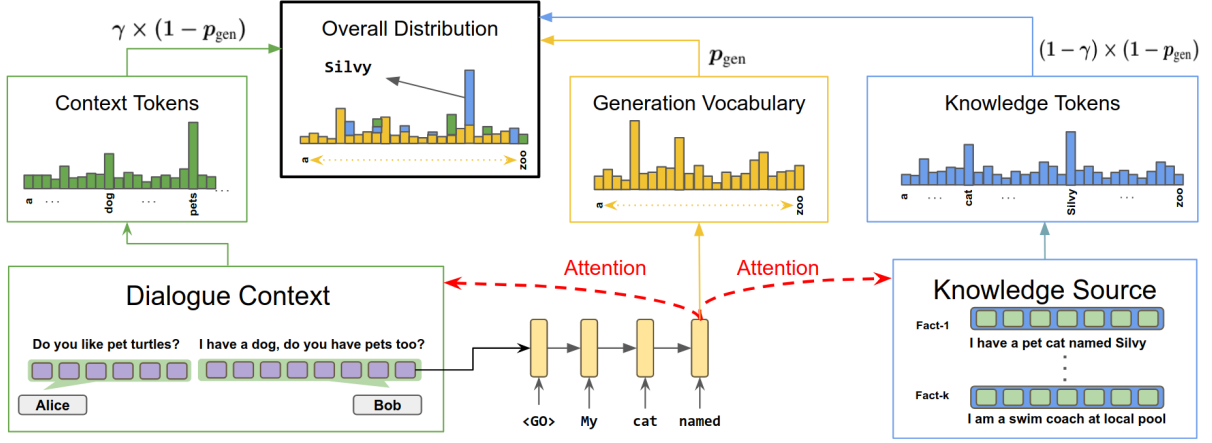 γ × (1 − p_gen)
Overall Distribution
Silvy
a
zoo
p_gen
(1 − γ) × (1 − p_gen)
Context Tokens
a
...
dog
...
pets
...
Generation Vocabulary
a
zoo
Knowledge Tokens
a
...
cat
...
Silvy
...
zoo
Attention
Attention
Dialogue Context
Do you like pet turtles?
I have a dog, do you have pets too?
Alice
Bob
<GO>
My
cat
named
Knowledge Source
Fact-1
I have a pet cat named Silvy
Fact-k
I am a swim coach at local pool